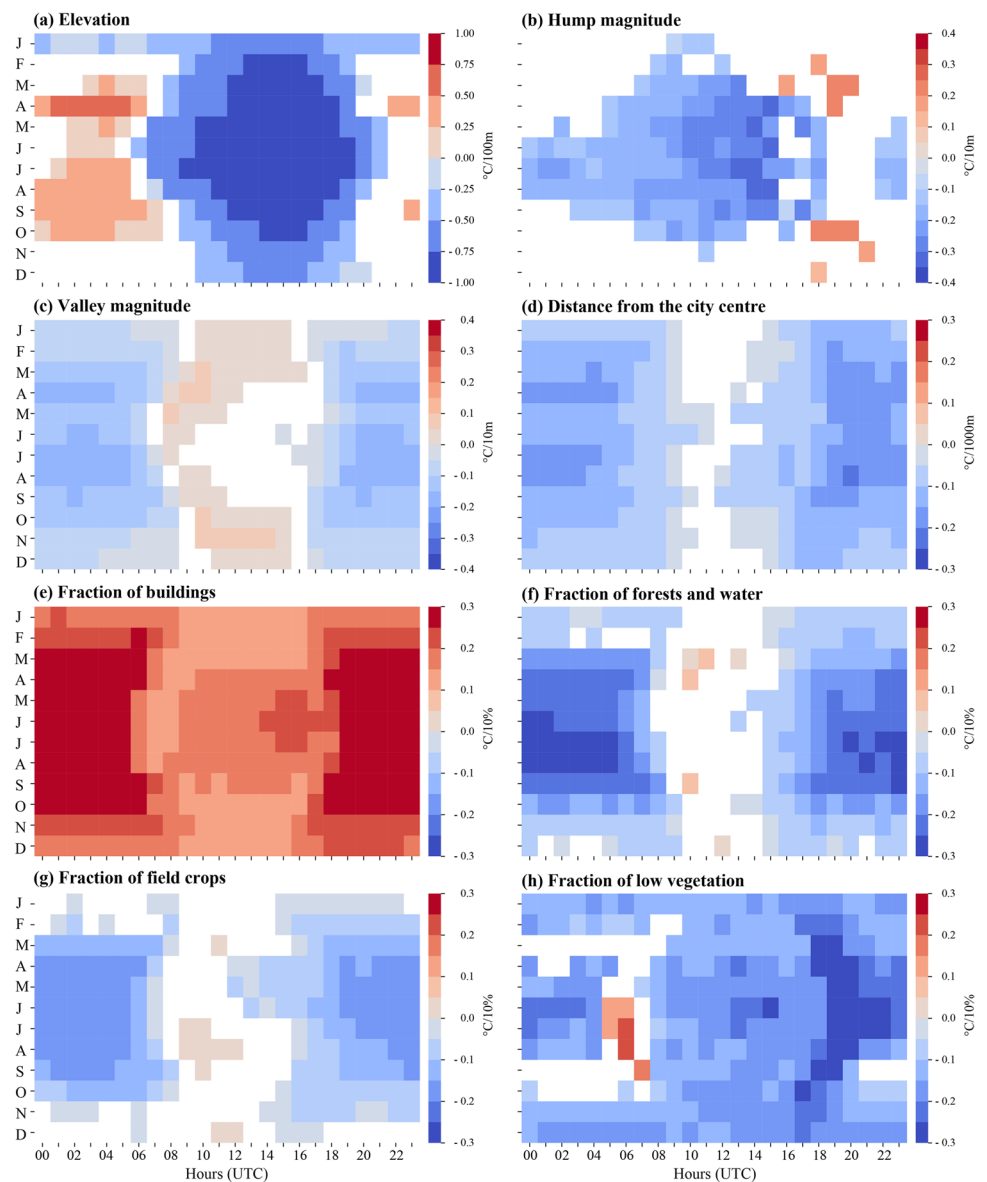 (a) Elevation
(b) Hump magnitude
J
F
M
A
M
J
J
A
S
O
N
D
1.00
0.75
0.50
0.25
0.00
- 0.25
- 0.50
- 0.75
- 1.00
°C/100m
0.4
0.3
0.2
0.1
0.0
- 0.1
- 0.2
- 0.3
- 0.4
°C/10m
(c) Valley magnitude
(d) Distance from the city centre
J
F
M
A
M
J
J
A
S
O
N
D
0.4
0.3
0.2
0.1
0.0
- 0.1
- 0.2
- 0.3
- 0.4
°C/10m
0.3
0.2
0.1
0.0
- 0.1
- 0.2
- 0.3
°C/1000m
(e) Fraction of buildings
(f) Fraction of forests and water
J
F
M
A
M
J
J
A
S
O
N
D
0.3
0.2
0.1
0.0
- 0.1
- 0.2
- 0.3
°C/10%
0.3
0.2
0.1
0.0
- 0.1
- 0.2
- 0.3
°C/10%
(g) Fraction of field crops
(h) Fraction of low vegetation
J
F
M
A
M
J
J
A
S
O
N
D
0.3
0.2
0.1
0.0
- 0.1
- 0.2
- 0.3
°C/10%
0.3
0.2
0.1
0.0
- 0.1
- 0.2
- 0.3
°C/10%
00 02 04 06 08 10 12 14 16 18 20 22
00 02 04 06 08 10 12 14 16 18 20 22
Hours (UTC)
Hours (UTC)